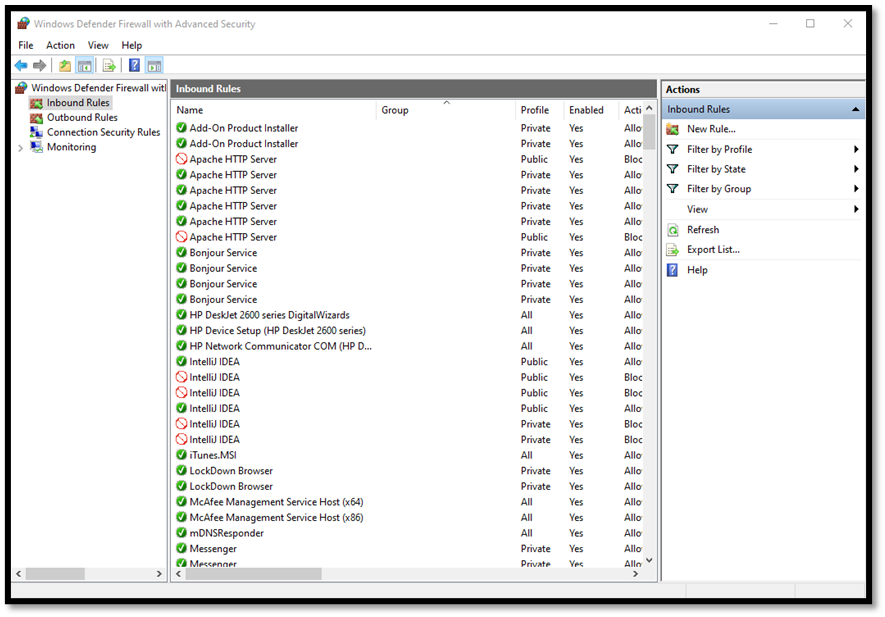 Windows Defender Firewall with Advanced Security
File Action View Help
Windows Defender Firewall wit
Inbound Rules
Outbound Rules
Connection Security Rules
Monitoring
Inbound Rules
Name Group Profile Enabled Acti
Add-On Product Installer Private Yes Allo
Add-On Product Installer Private Yes Allo
Apache HTTP Server Public Yes Bloc
Apache HTTP Server Private Yes Allo
Apache HTTP Server Private Yes Allo
Apache HTTP Server Private Yes Allo
Apache HTTP Server Private Yes Allo
Apache HTTP Server Public Yes Bloc
Bonjour Service Private Yes Allo
Bonjour Service Private Yes Allo
Bonjour Service Private Yes Allo
Bonjour Service Private Yes Allo
HP DeskJet 2600 series DigitalWizards All Yes Allo
HP Device Setup (HP DeskJet 2600 series) All Yes Allo
HP Network Communicator COM (HP D... All Yes Allo
IntelliJ IDEA Public Yes Allo
IntelliJ IDEA Private Yes Bloc
IntelliJ IDEA Public Yes Bloc
IntelliJ IDEA Public Yes Allo
IntelliJ IDEA Private Yes Bloc
IntelliJ IDEA Private Yes Bloc
iTunes.MSI All Yes Allo
LockDown Browser Private Yes Allo
LockDown Browser Private Yes Allo
McAfee Management Service Host (x64) All Yes Allo
McAfee Management Service Host (x86) All Yes Allo
mDNSResponder All Yes Allo
Messenger Private Yes Allo
Messenger Private Yes Allo
Actions
Inbound Rules
New Rule...
Filter by Profile
Filter by State
Filter by Group
View
Refresh
Export List...
Help